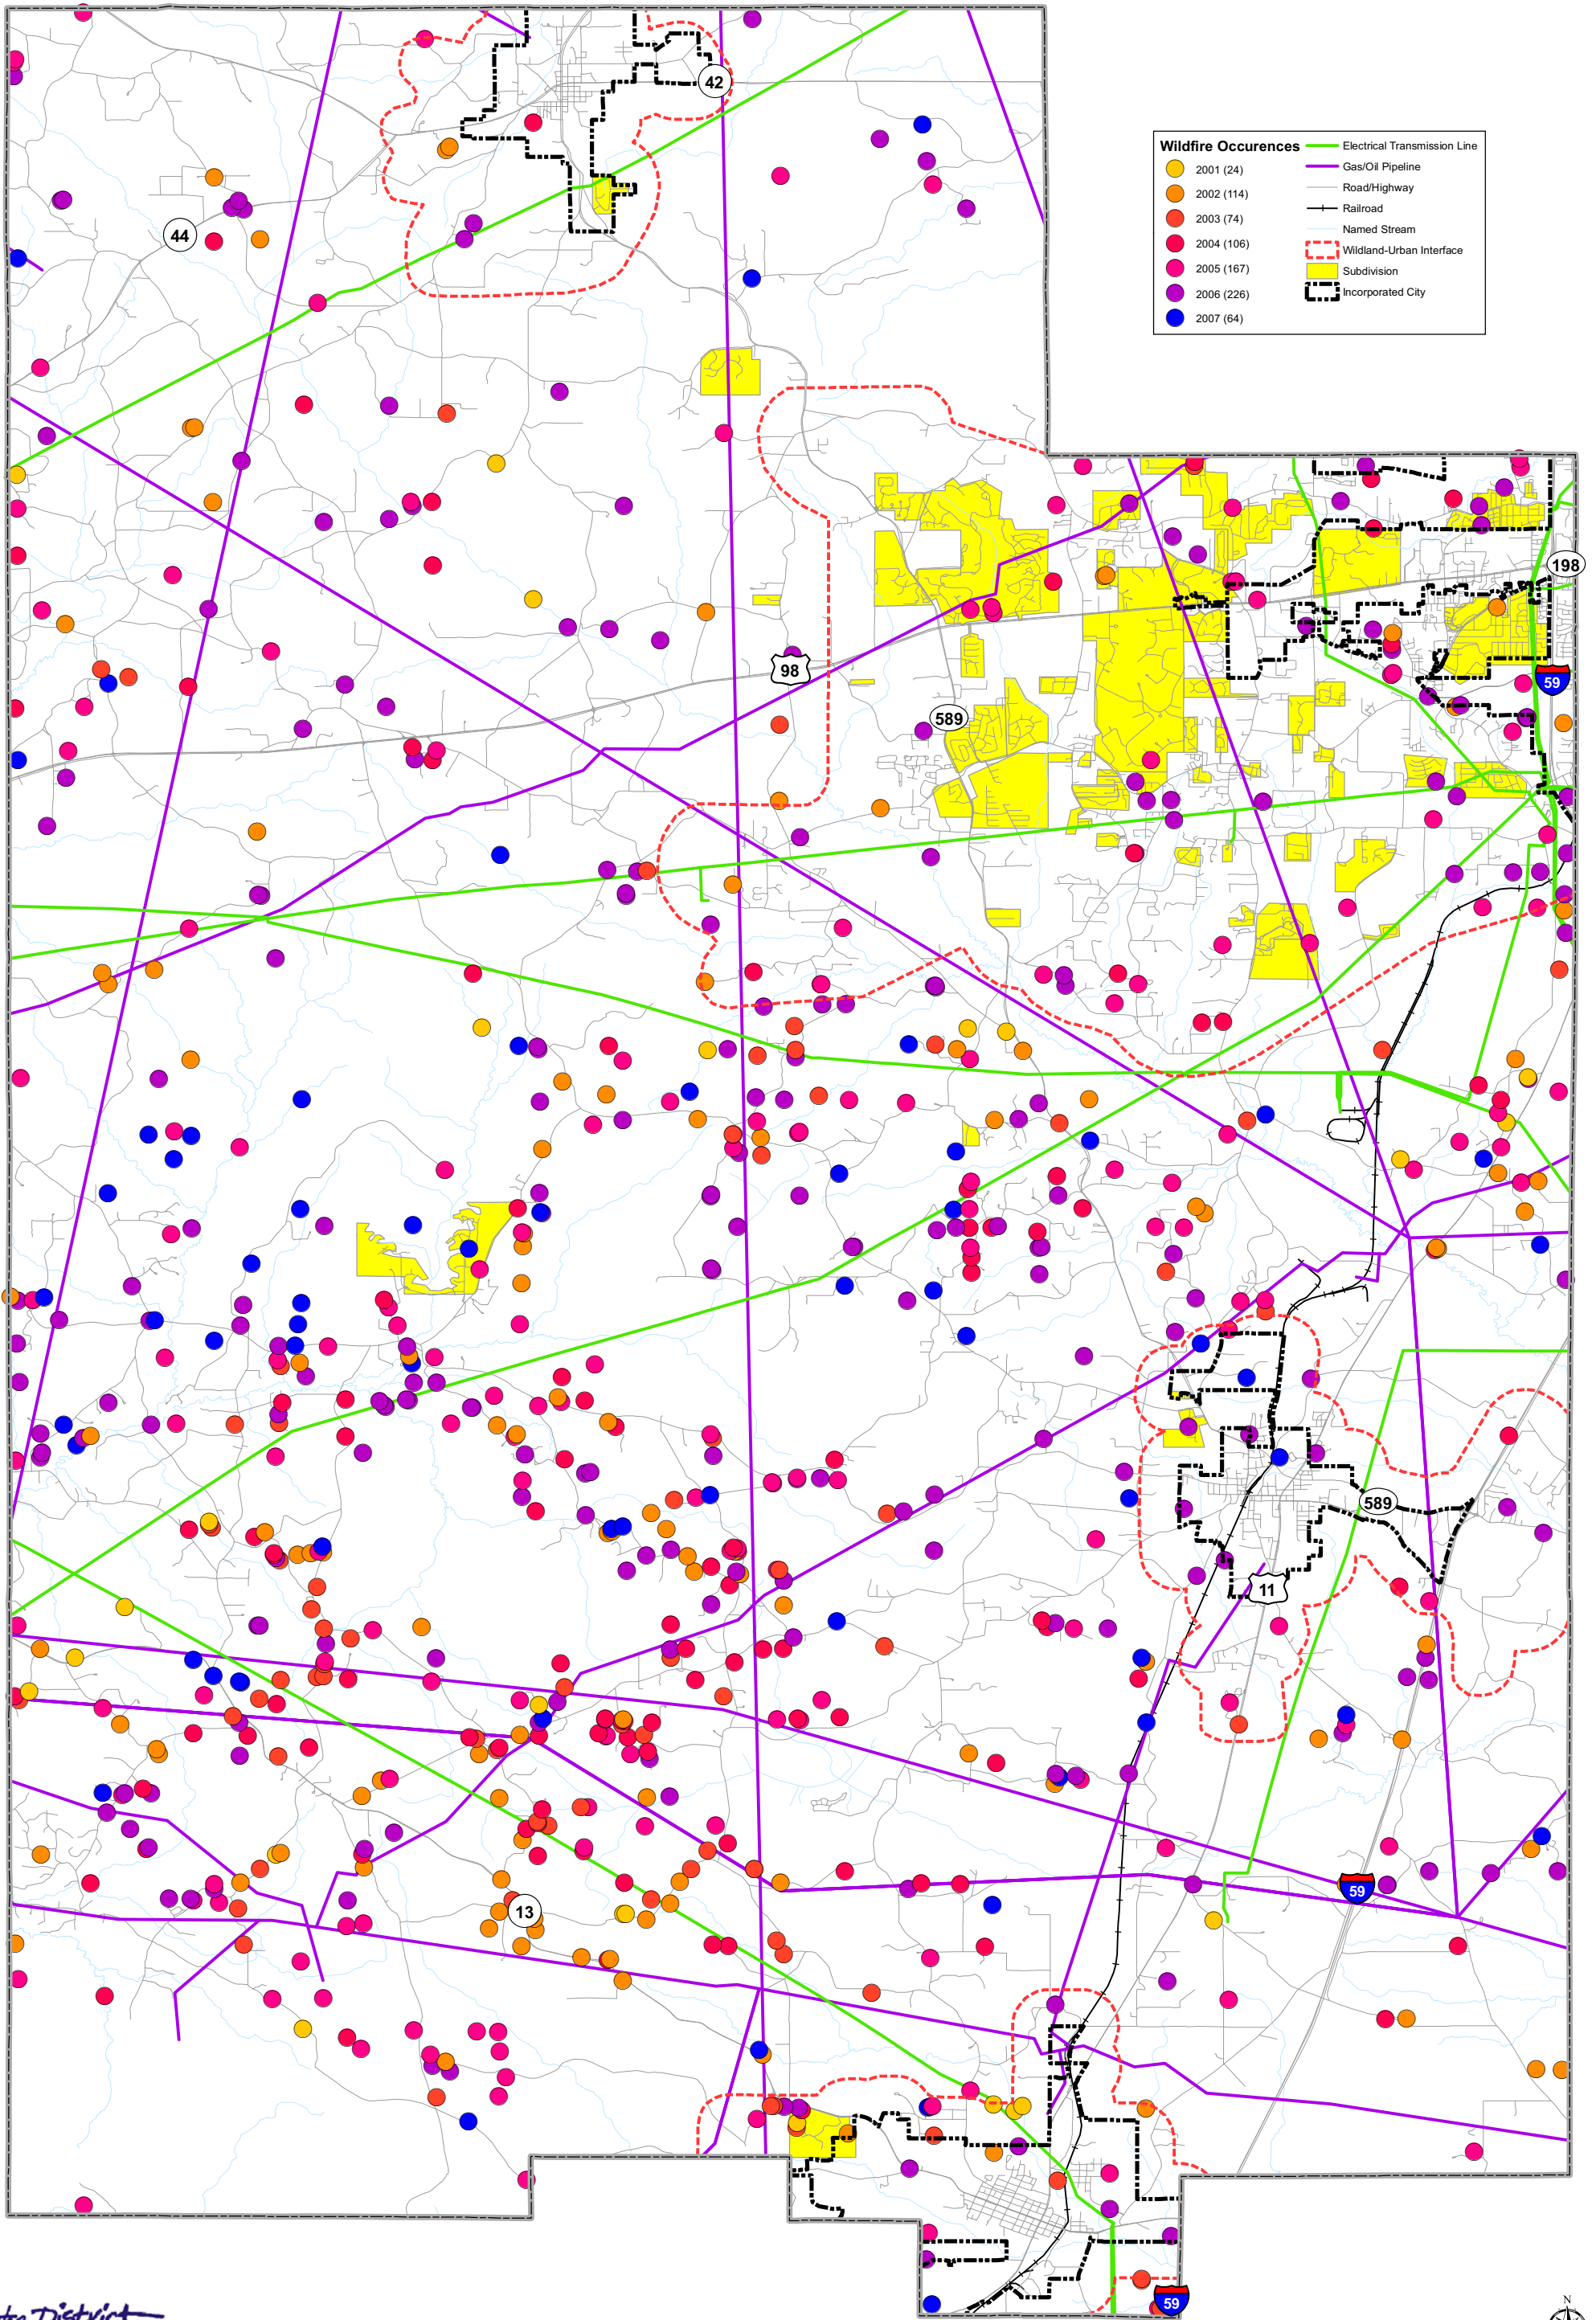 42
Wildfire Occurences
2001 (24)
2002 (114)
2003 (74)
2004 (106)
2005 (167)
2006 (226)
2007 (64)
Electrical Transmission Line
Gas/Oil Pipeline
Road/Highway
Railroad
Named Stream
Wildland-Urban Interface
Subdivision
Incorporated City
44
198
98
59
589
589
11
59
13
59
District
N